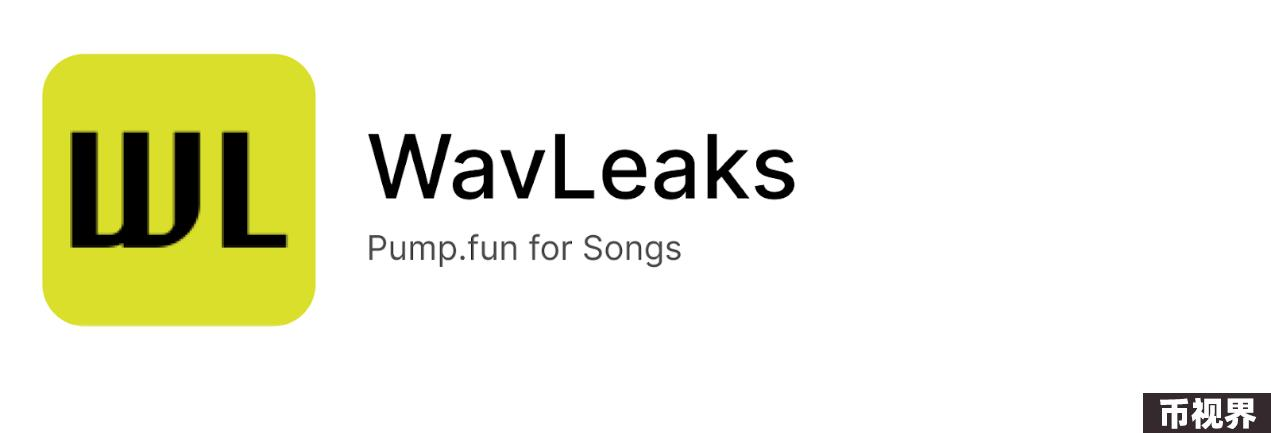 WL
WavLeaks
Pump.fun for Songs
币视界